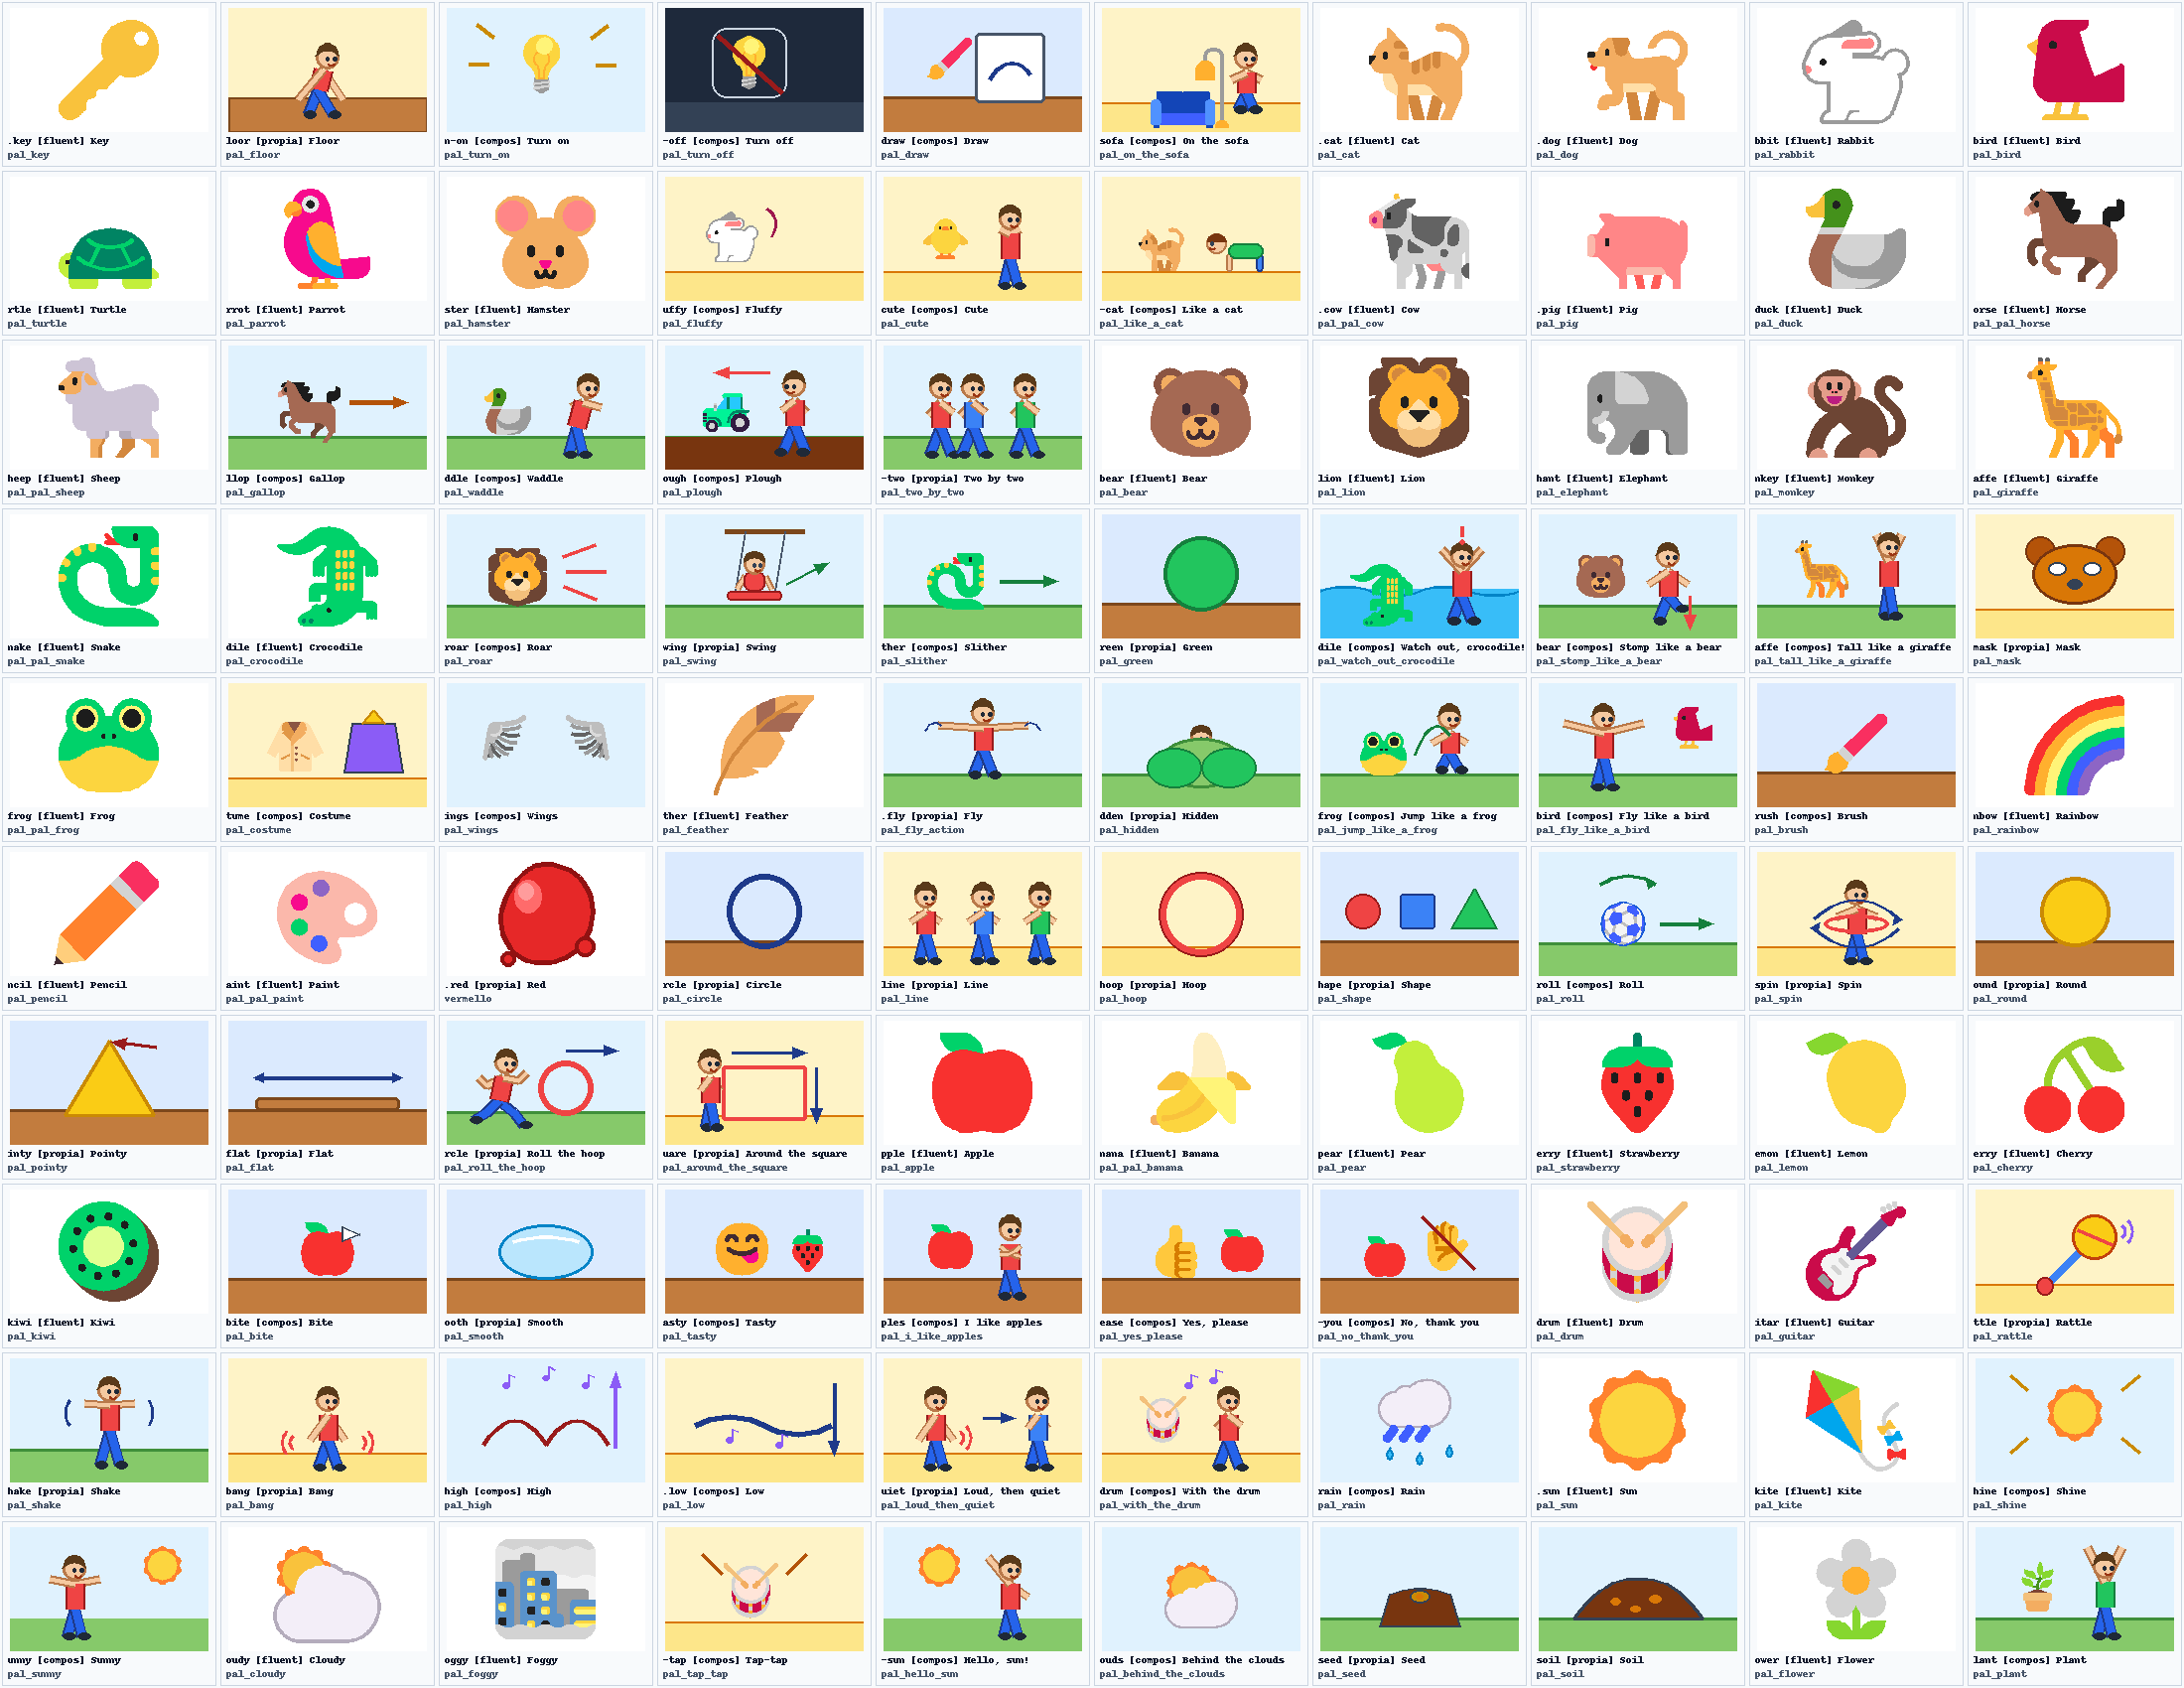 .key [fluent] Key
pal_key
loor [propia] Floor
pal_floor
n-on [compos] Turn on
pal_turn_on
-off [compos] Turn off
pal_turn_off
draw [compos] Draw
pal_draw
sofa [compos] On the sofa
pal_on_the_sofa
.cat [fluent] Cat
pal_cat
.dog [fluent] Dog
pal_dog
bbit [fluent] Rabbit
pal_rabbit
bird [fluent] Bird
pal_bird
rtle [fluent] Turtle
pal_turtle
rrot [fluent] Parrot
pal_parrot
ster [fluent] Hamster
pal_hamster
uffy [compos] Fluffy
pal_fluffy
cute [compos] Cute
pal_cute
-cat [compos] Like a cat
pal_like_a_cat
.cow [fluent] Cow
pal_pal_cow
.pig [fluent] Pig
pal_pig
duck [fluent] Duck
pal_duck
orse [fluent] Horse
pal_pal_horse
heep [fluent] Sheep
pal_pal_sheep
llop [compos] Gallop
pal_gallop
ddle [compos] Waddle
pal_waddle
ough [compos] Plough
pal_plough
-two [propia] Two by two
pal_two_by_two
bear [fluent] Bear
pal_bear
lion [fluent] Lion
pal_lion
hant [fluent] Elephant
pal_elephant
nkey [fluent] Monkey
pal_monkey
affe [fluent] Giraffe
pal_giraffe
nake [fluent] Snake
pal_pal_snake
dile [fluent] Crocodile
pal_crocodile
roar [compos] Roar
pal_roar
wing [propia] Swing
pal_swing
ther [compos] Slither
pal_slither
reen [propia] Green
pal_green
dile [compos] Watch out, crocodile!
pal_watch_out_crocodile
bear [compos] Stomp like a bear
pal_stomp_like_a_bear
affe [compos] Tall like a giraffe
pal_tall_like_a_giraffe
mask [propia] Mask
pal_mask
frog [fluent] Frog
pal_pal_frog
tume [compos] Costume
pal_costume
ings [compos] Wings
pal_wings
ther [fluent] Feather
pal_feather
.fly [propia] Fly
pal_fly_action
dden [propia] Hidden
pal_hidden
frog [compos] Jump like a frog
pal_jump_like_a_frog
bird [compos] Fly like a bird
pal_fly_like_a_bird
rush [compos] Brush
pal_brush
nbow [fluent] Rainbow
pal_rainbow
ncil [fluent] Pencil
pal_pencil
aint [fluent] Paint
pal_pal_paint
.red [propia] Red
vermello
rcle [propia] Circle
pal_circle
line [propia] Line
pal_line
hoop [propia] Hoop
pal_hoop
hape [propia] Shape
pal_shape
roll [compos] Roll
pal_roll
spin [propia] Spin
pal_spin
ound [propia] Round
pal_round
inty [propia] Pointy
pal_pointy
flat [propia] Flat
pal_flat
rcle [propia] Roll the hoop
pal_roll_the_hoop
uare [propia] Around the square
pal_around_the_square
pple [fluent] Apple
pal_apple
nana [fluent] Banana
pal_pal_banana
pear [fluent] Pear
pal_pear
erry [fluent] Strawberry
pal_strawberry
emon [fluent] Lemon
pal_lemon
erry [fluent] Cherry
pal_cherry
kiwi [fluent] Kiwi
pal_kiwi
bite [compos] Bite
pal_bite
ooth [propia] Smooth
pal_smooth
asty [compos] Tasty
pal_tasty
ples [compos] I like apples
pal_i_like_apples
ease [compos] Yes, please
pal_yes_please
-you [compos] No, thank you
pal_no_thank_you
drum [fluent] Drum
pal_drum
itar [fluent] Guitar
pal_guitar
ttle [propia] Rattle
pal_rattle
hake [propia] Shake
pal_shake
bang [propia] Bang
pal_bang
high [compos] High
pal_high
.low [compos] Low
pal_low
uiet [propia] Loud, then quiet
pal_loud_then_quiet
drum [compos] With the drum
pal_with_the_drum
rain [compos] Rain
pal_rain
.sun [fluent] Sun
pal_sun
kite [fluent] Kite
pal_kite
hine [compos] Shine
pal_shine
unny [compos] Sunny
pal_sunny
oudy [fluent] Cloudy
pal_cloudy
oggy [fluent] Foggy
pal_foggy
-tap [compos] Tap-tap
pal_tap_tap
-sun [compos] Hello, sun!
pal_hello_sun
ouds [compos] Behind the clouds
pal_behind_the_clouds
seed [propia] Seed
pal_seed
soil [propia] Soil
pal_soil
ower [fluent] Flower
pal_flower
lant [compos] Plant
pal_plant